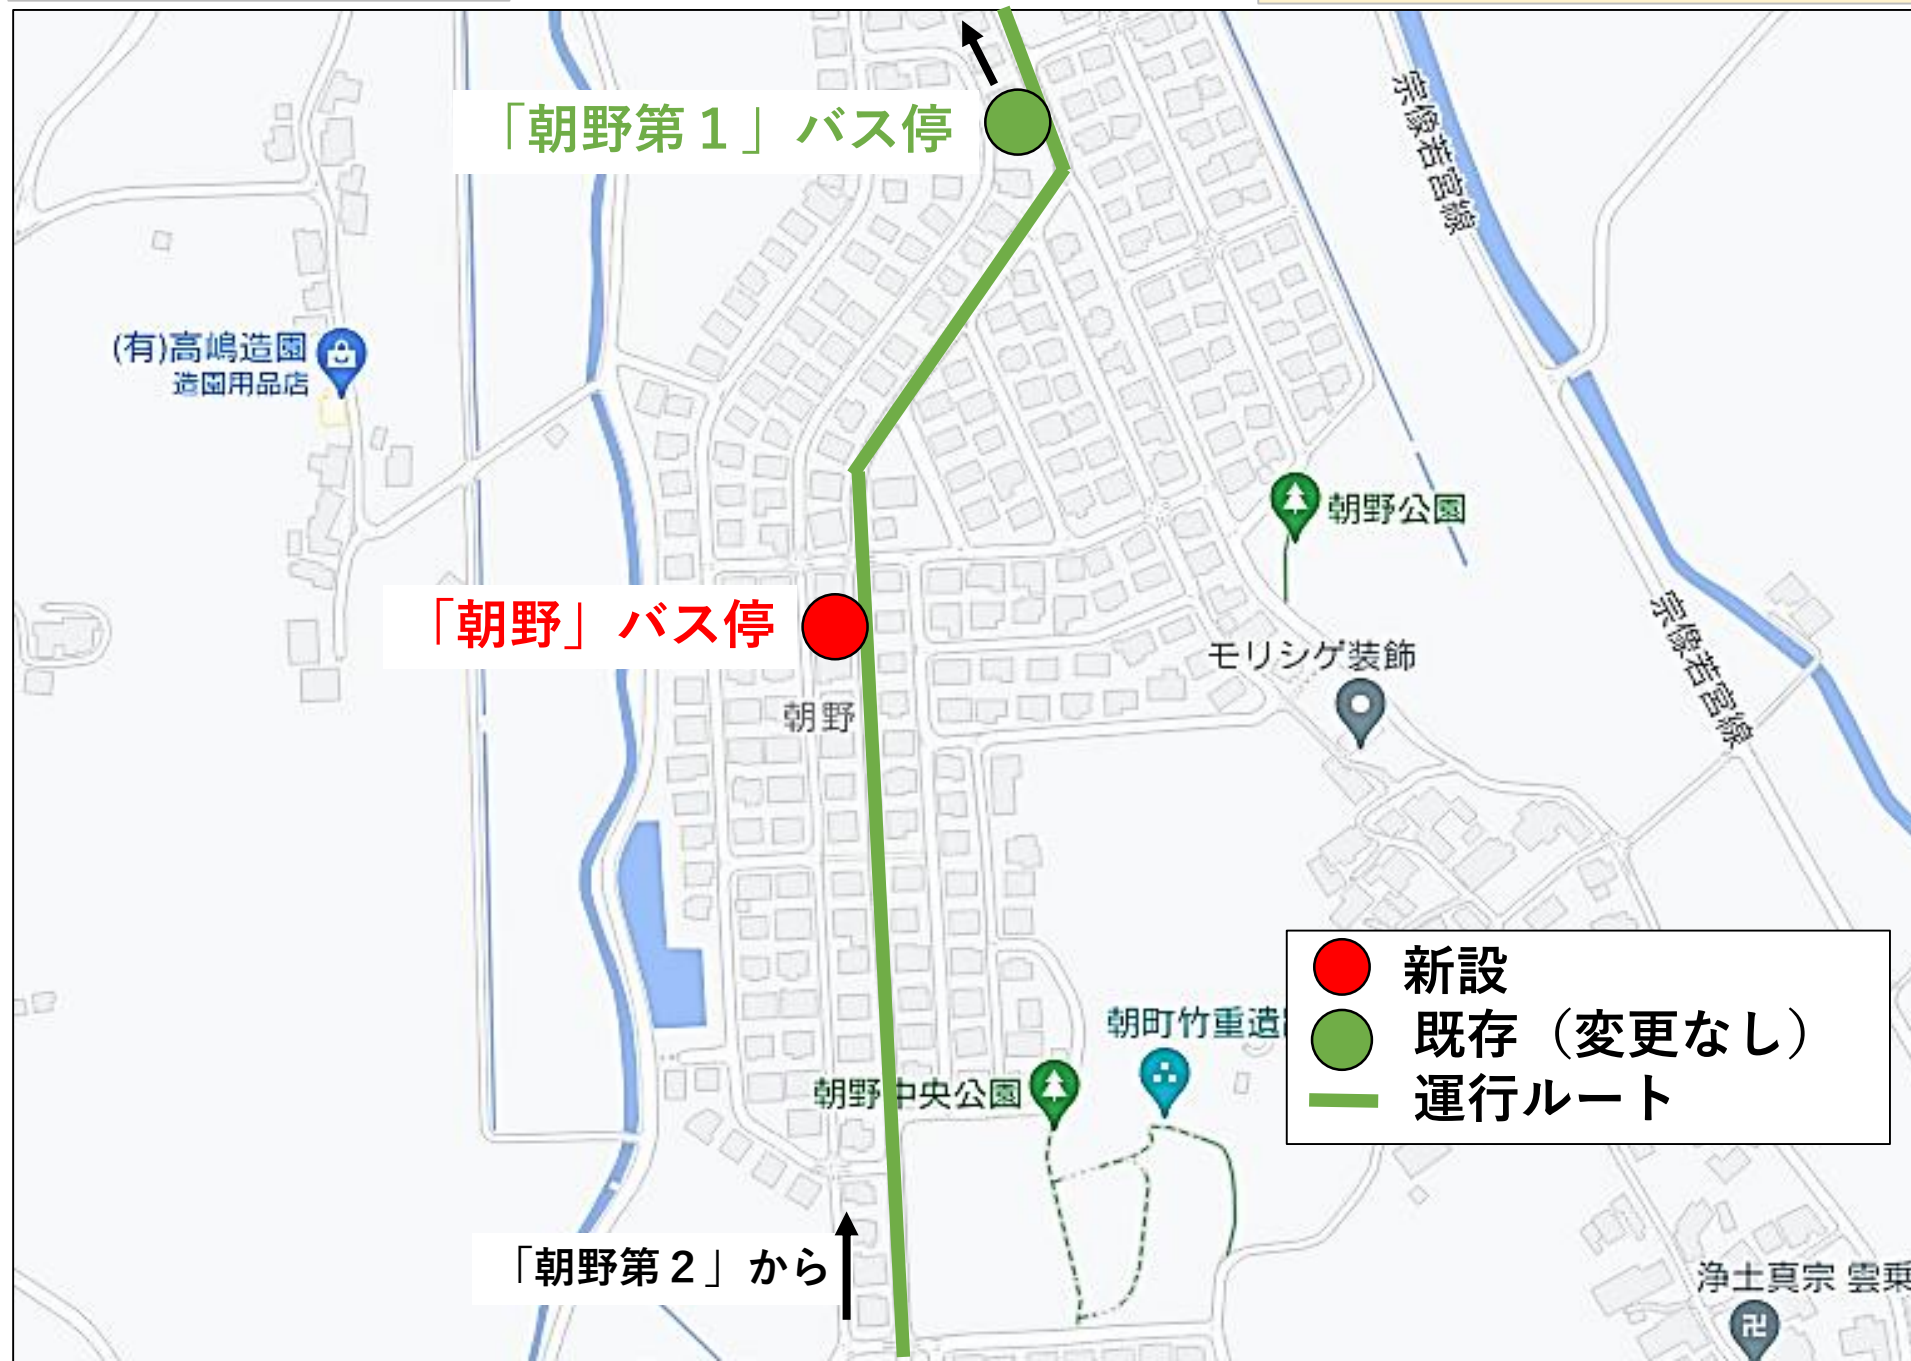 「朝野第１」バス停
宗像若宮線
(有)高嶋造園
造園用品店
朝野公園
「朝野」バス停
モリシゲ装飾
宗像若宮線
朝野
新設
既存（変更なし）
運行ルート
朝町竹重遺
朝野中央公園
「朝野第２」から
浄土真宗 雲乗
卍